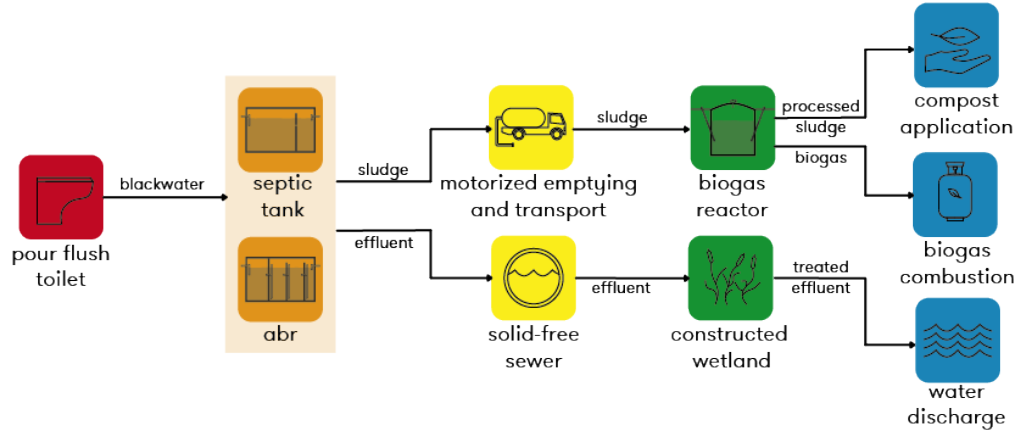 pour flush
toilet
blackwater
septic
tank
abr
sludge
effluent
motorized emptying
and transport
solid-free
sewer
sludge
effluent
biogas
reactor
constructed
wetland
processed
sludge
biogas
treated
effluent
compost
application
biogas
combustion
water
discharge